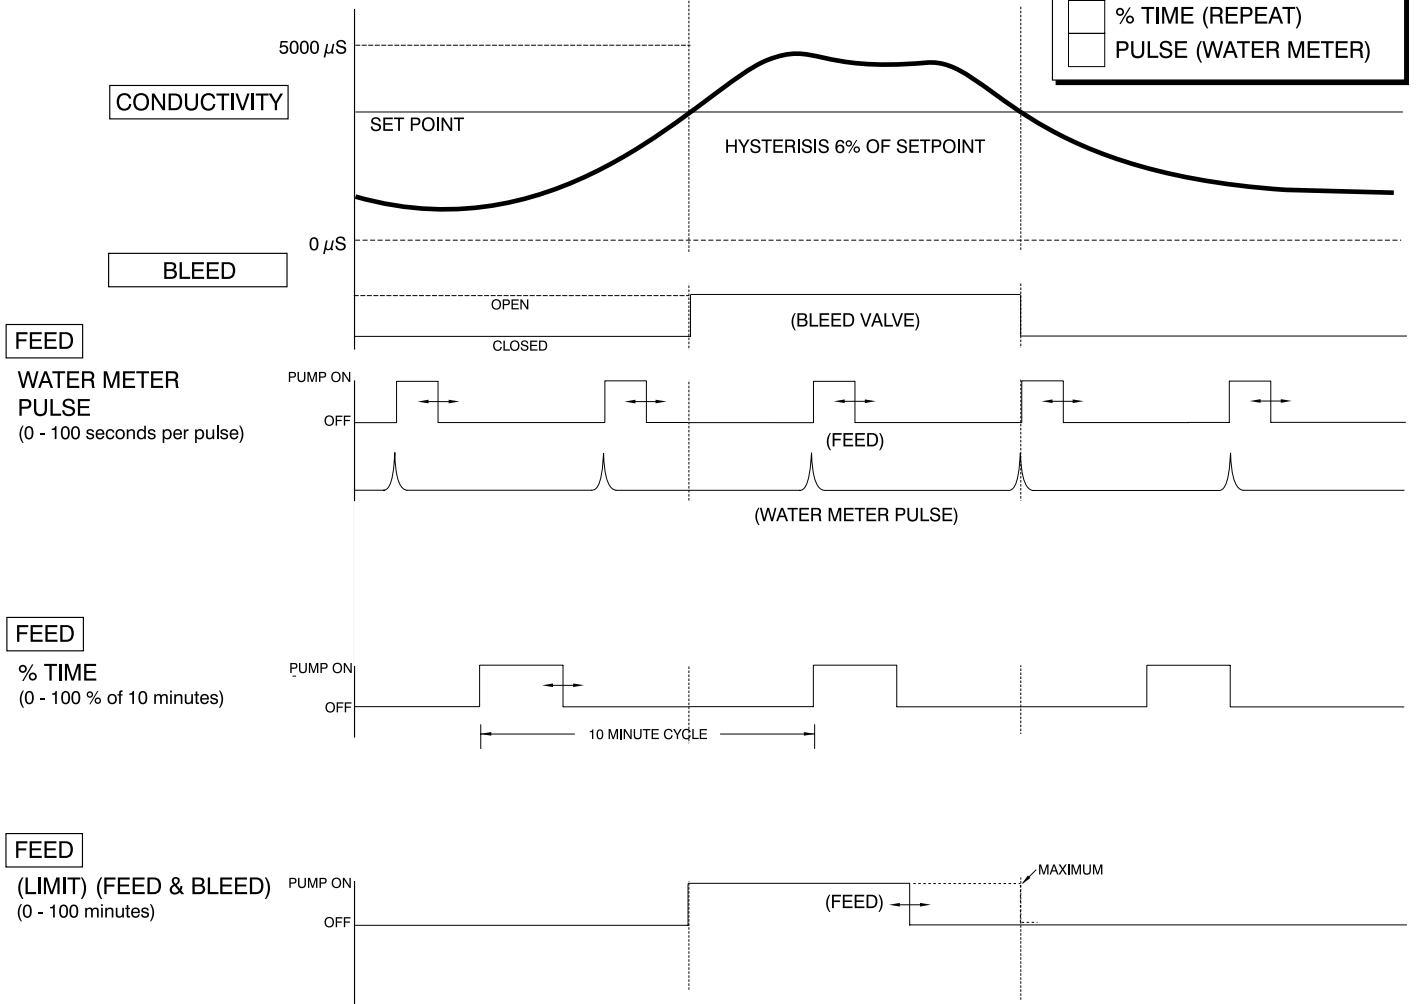 % TIME (REPEAT)
PULSE (WATER METER)
5000 µS
CONDUCTIVITY
SET POINT
HYSTERISIS 6% OF SETPOINT
0 µS
BLEED
OPEN
(BLEED VALVE)
CLOSED
FEED
WATER METER
PULSE
(0 - 100 seconds per pulse)
PUMP ON
OFF
(FEED)
(WATER METER PULSE)
FEED
% TIME
(0 - 100 % of 10 minutes)
PUMP ON
OFF
10 MINUTE CYCLE
FEED
(LIMIT) (FEED & BLEED)
(0 - 100 minutes)
PUMP ON
OFF
(FEED)
MAXIMUM